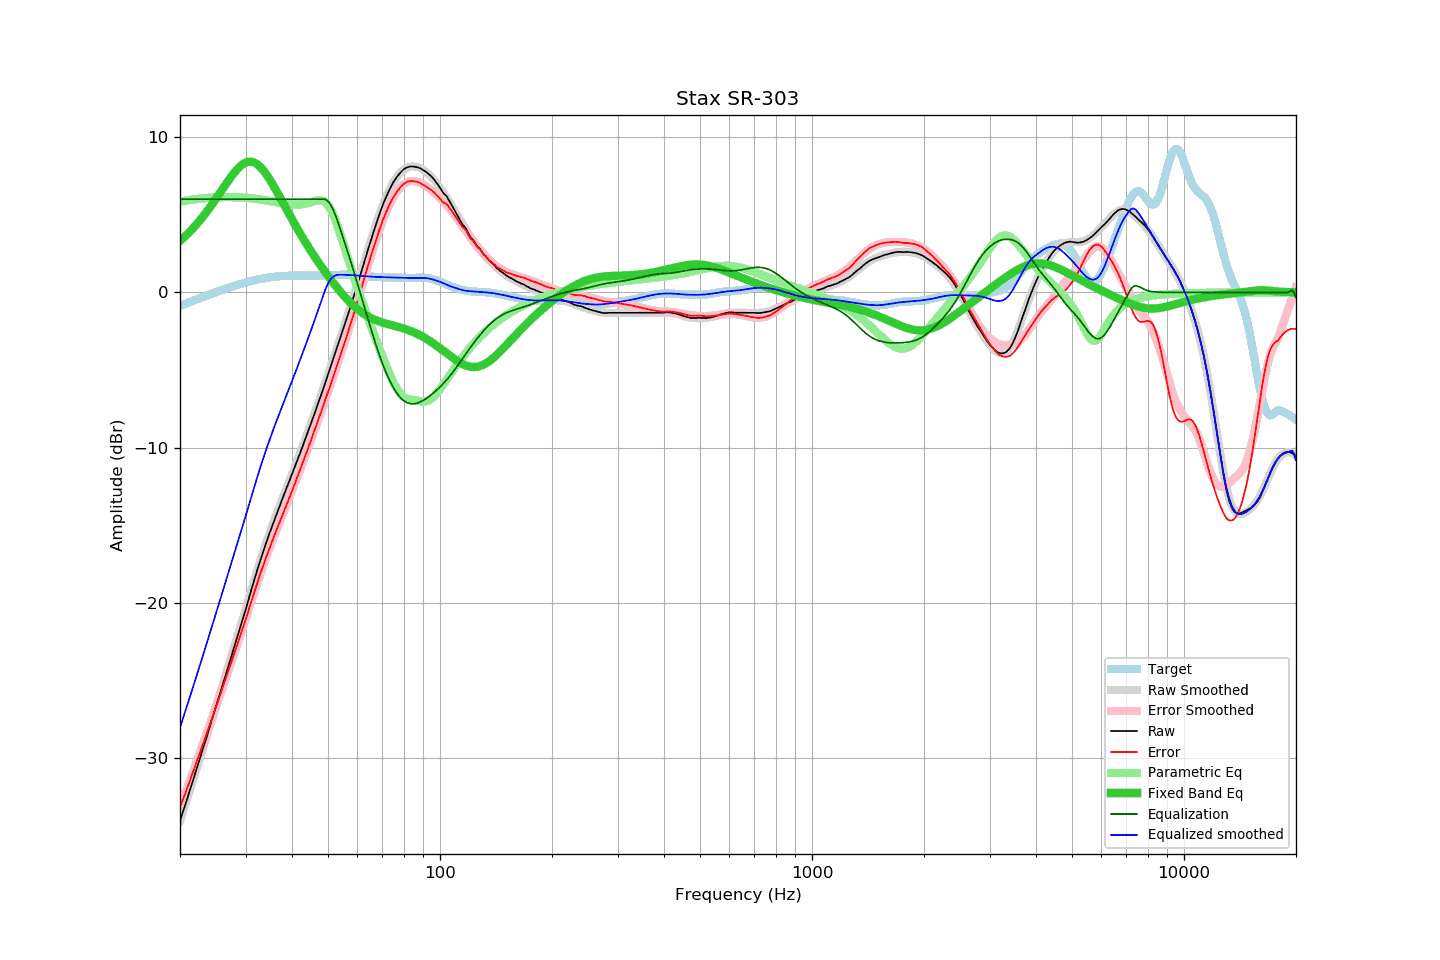 Stax SR-303
10
0
−10
−20
−30
Amplitude (dBr)
100
1000
10000
Frequency (Hz)
Target
Raw Smoothed
Error Smoothed
Raw
Error
Parametric Eq
Fixed Band Eq
Equalization
Equalized smoothed